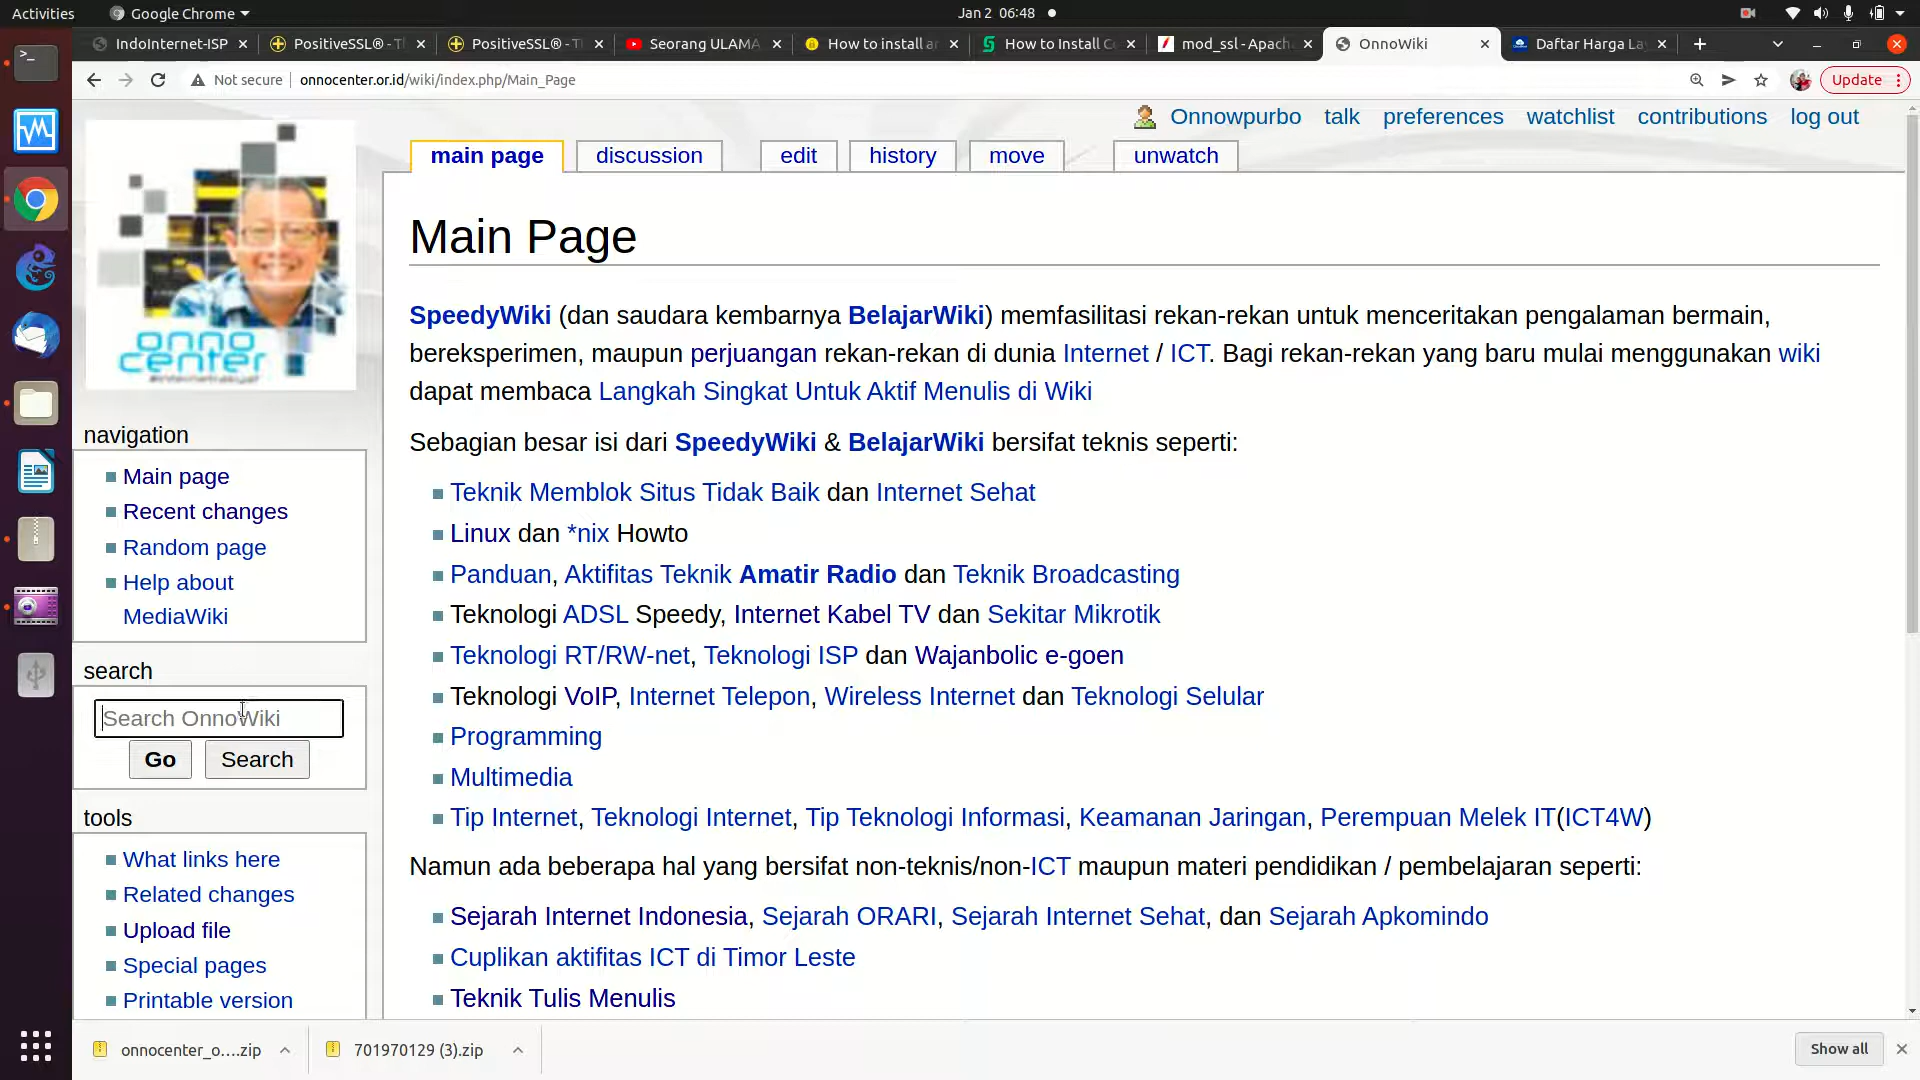 Activities
Google Chrome
Jan 2 06:48
IndoInternet-ISP
PositiveSSL® - T
PositiveSSL® - T
Seorang ULAMA
How to install a
How to Install C
mod_ssl - Apach
OnnoWiki
Daftar Harga La
Not secure
onnocenter.or.id/wiki/index.php/Main_Page
Update
Onnowpurbo talk preferences watchlist contributions log out
main page discussion edit history move unwatch
onno
center
navigation
Main page
Recent changes
Random page
Help about
MediaWiki
search
Search OnnoWiki
Go Search
tools
What links here
Related changes
Upload file
Special pages
Printable version
Main Page
SpeedyWiki (dan saudara kembarnya BelajarWiki) memfasilitasi rekan-rekan untuk menceritakan pengalaman bermain,
bereksperimen, maupun perjuangan rekan-rekan di dunia Internet / ICT. Bagi rekan-rekan yang baru mulai menggunakan wiki
dapat membaca Langkah Singkat Untuk Aktif Menulis di Wiki
Sebagian besar isi dari SpeedyWiki & BelajarWiki bersifat teknis seperti:
Teknik Memblok Situs Tidak Baik dan Internet Sehat
Linux dan *nix Howto
Panduan, Aktifitas Teknik Amatir Radio dan Teknik Broadcasting
Teknologi ADSL Speedy, Internet Kabel TV dan Sekitar Mikrotik
Teknologi RT/RW-net, Teknologi ISP dan Wajanbolic e-goen
Teknologi VoIP, Internet Telepon, Wireless Internet dan Teknologi Selular
Programming
Multimedia
Tip Internet, Teknologi Internet, Tip Teknologi Informasi, Keamanan Jaringan, Perempuan Melek IT(ICT4W)
Namun ada beberapa hal yang bersifat non-teknis/non-ICT maupun materi pendidikan / pembelajaran seperti:
Sejarah Internet Indonesia, Sejarah ORARI, Sejarah Internet Sehat, dan Sejarah Apkomindo
Cuplikan aktifitas ICT di Timor Leste
Teknik Tulis Menulis
onnocenter_o....zip
701970129 (3).zip
Show all